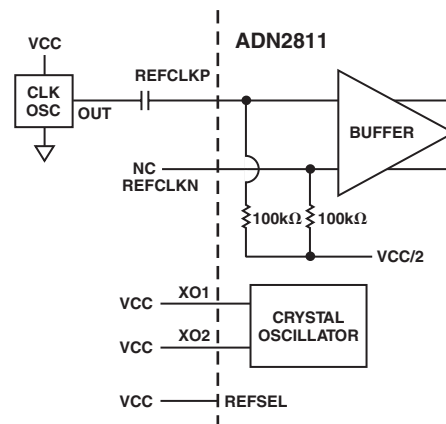 ADN2811
VCC
REFCLKP
CLK
OSC
OUT
BUFFER
NC
REFCLKN
100kΩ
100kΩ
VCC/2
VCC
XO1
CRYSTAL
OSCILLATOR
VCC
XO2
VCC
REFSEL